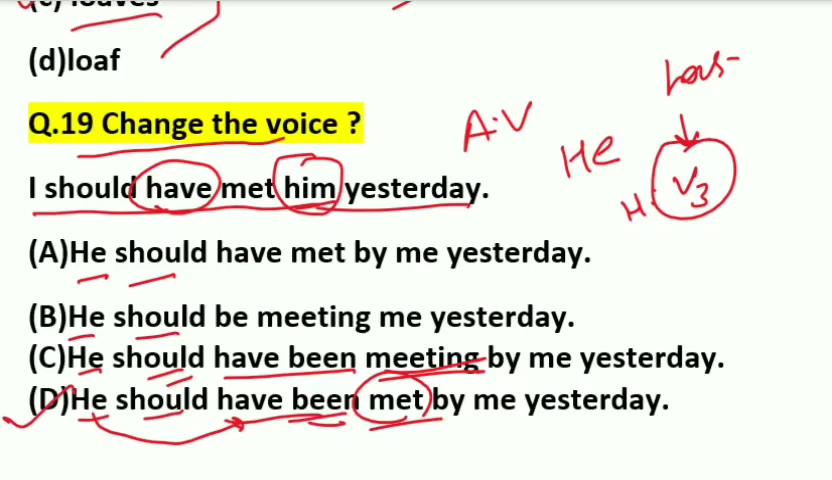 (c) loaves
(d)loaf
Q.19 Change the voice ?
A.V
He
V3
H.
I should have met him yesterday.
(A)He should have met by me yesterday.
(B)He should be meeting me yesterday.
(C)He should have been meeting by me yesterday.
(D)He should have been met by me yesterday.